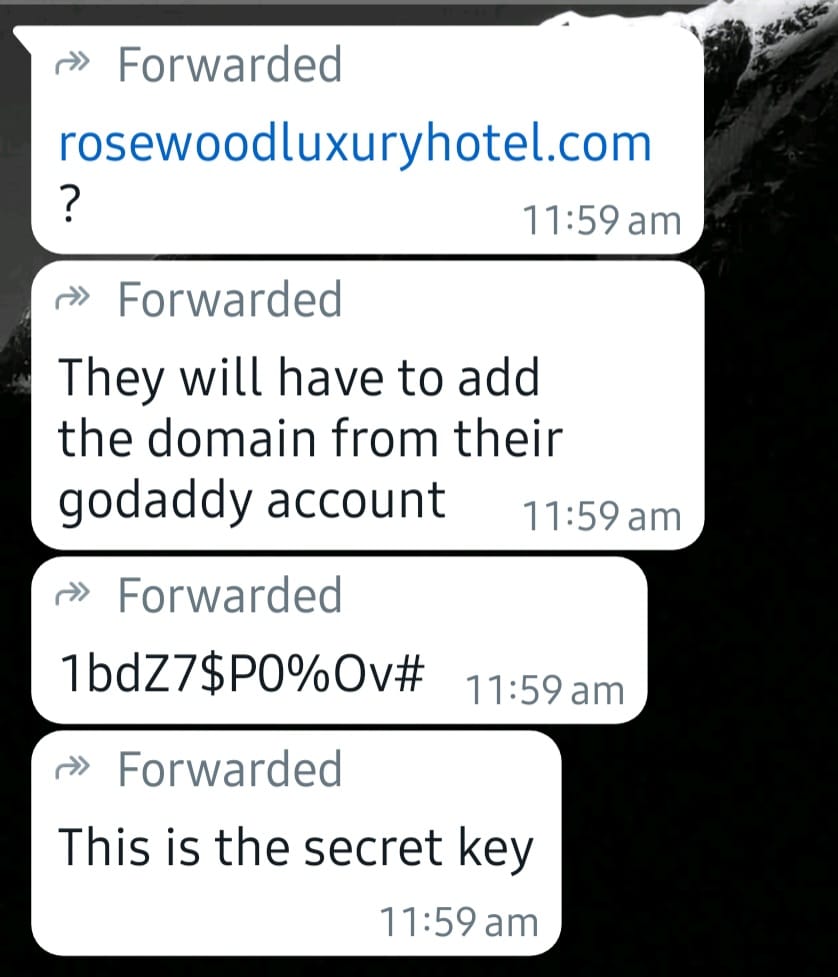 Forwarded
rosewoodluxuryhotel.com
?
11:59 am
Forwarded
They will have to add
the domain from their
godaddy account
11:59 am
Forwarded
1bdZ7$P0%Ov#
11:59 am
Forwarded
This is the secret key
11:59 am